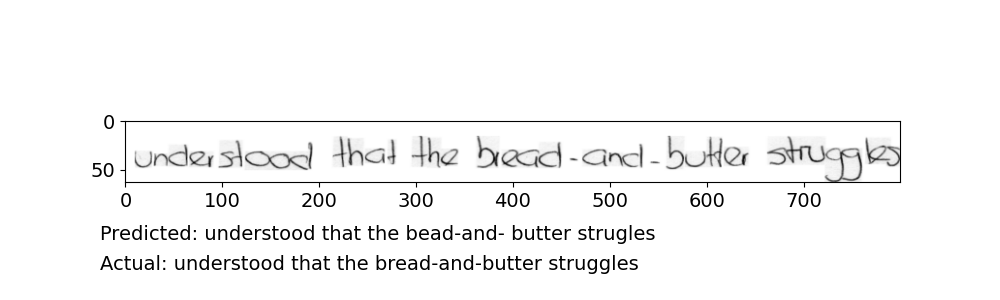 0
50
understood that the bread-and-butter struggles
0 100 200 300 400 500 600 700
Predicted: understood that the bead-and- butter strugles
Actual: understood that the bread-and-butter struggles